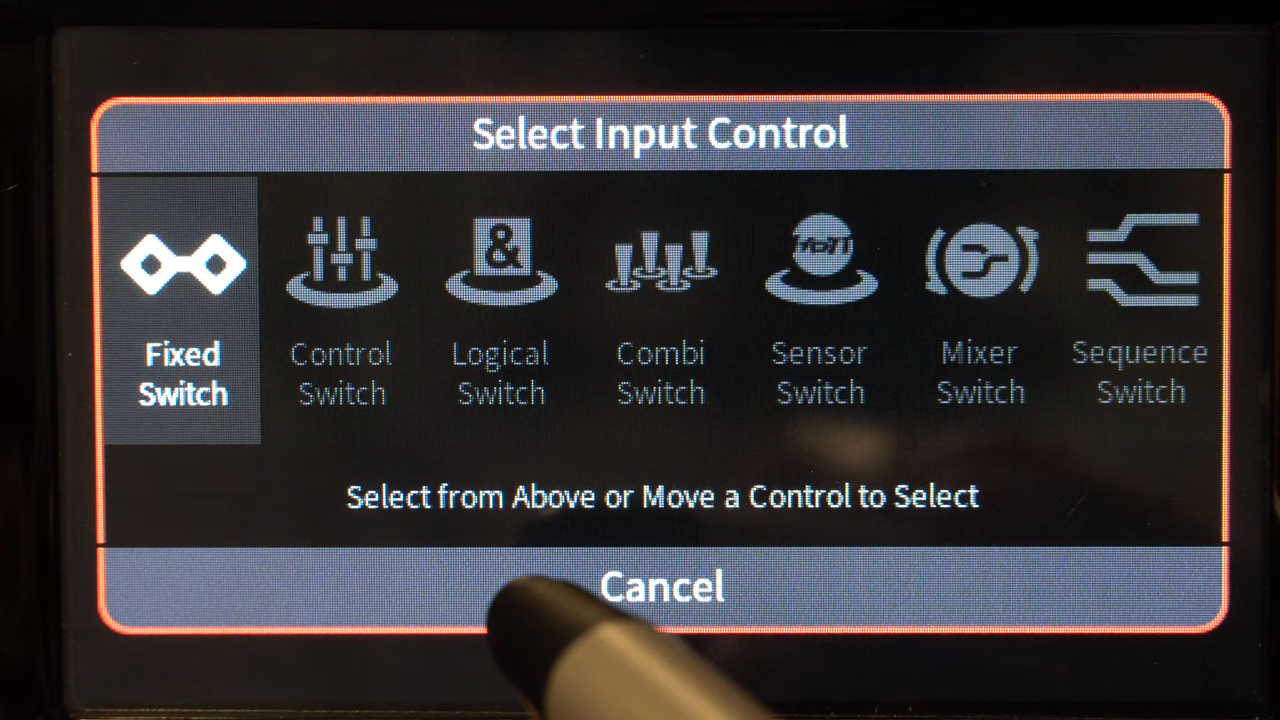 Select Input Control
&
Fixed Switch
Control Switch
Logical Switch
Combi Switch
Sensor Switch
Mixer Switch
Sequence Switch
Select from Above or Move a Control to Select
Cancel